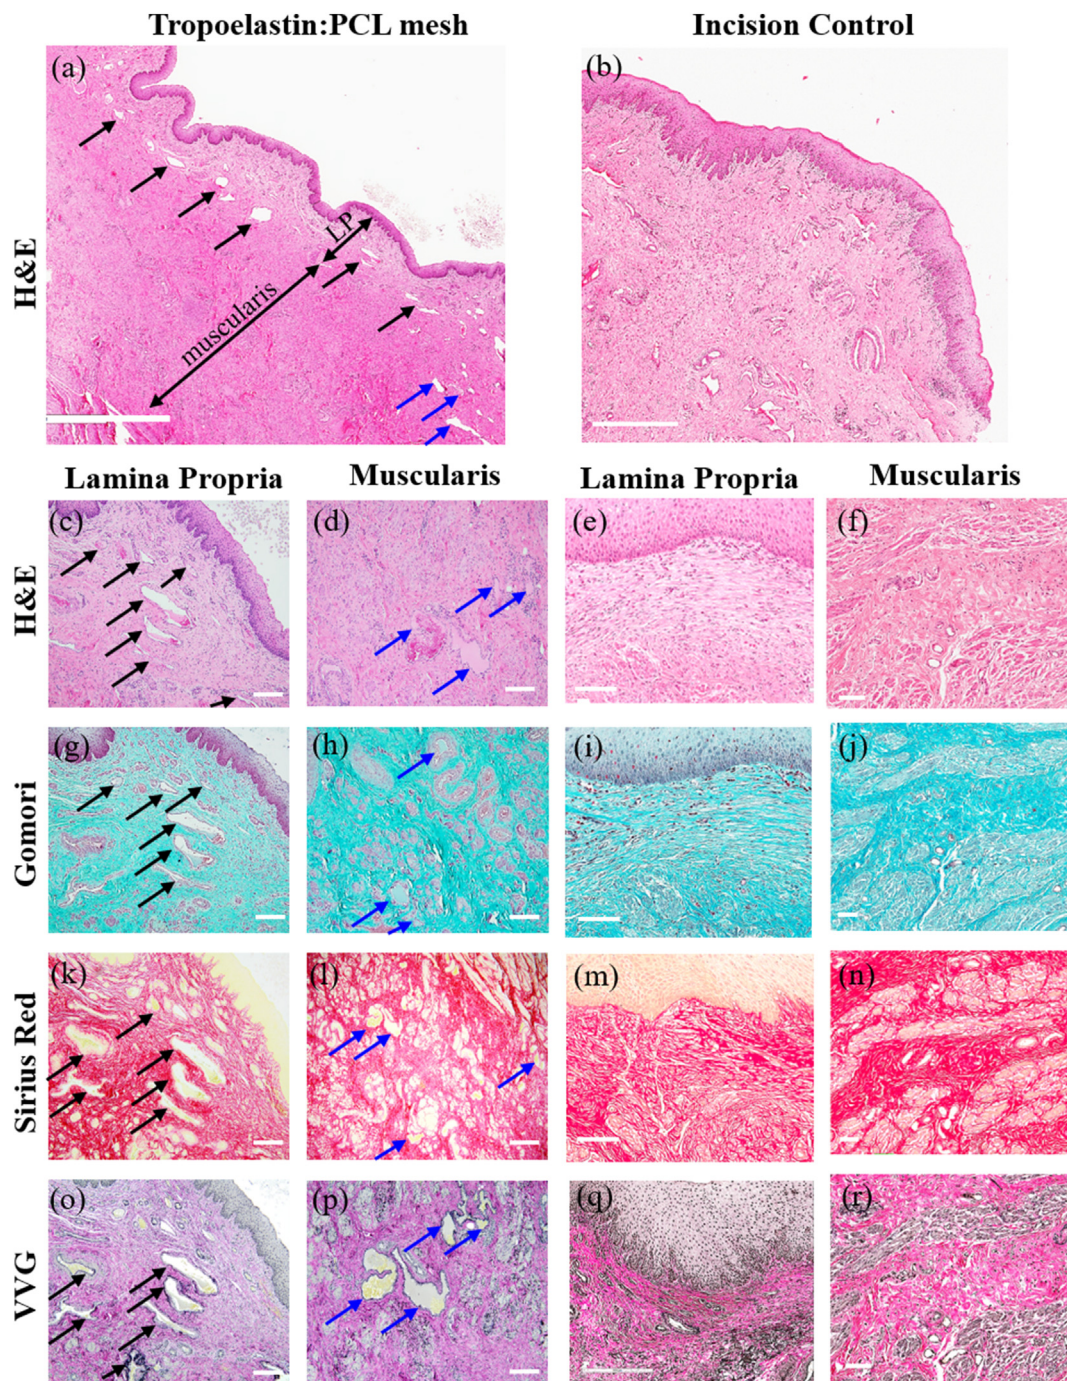 Tropoelastin:PCL mesh
Incision Control
H&E
(a)
LP
muscularis
(b)
Lamina Propria
Muscularis
Lamina Propria
Muscularis
H&E
(c)
(d)
(e)
(f)
Gomori
(g)
(h)
(i)
(j)
Sirius Red
(k)
(l)
(m)
(n)
VVG
(o)
(p)
(q)
(r)